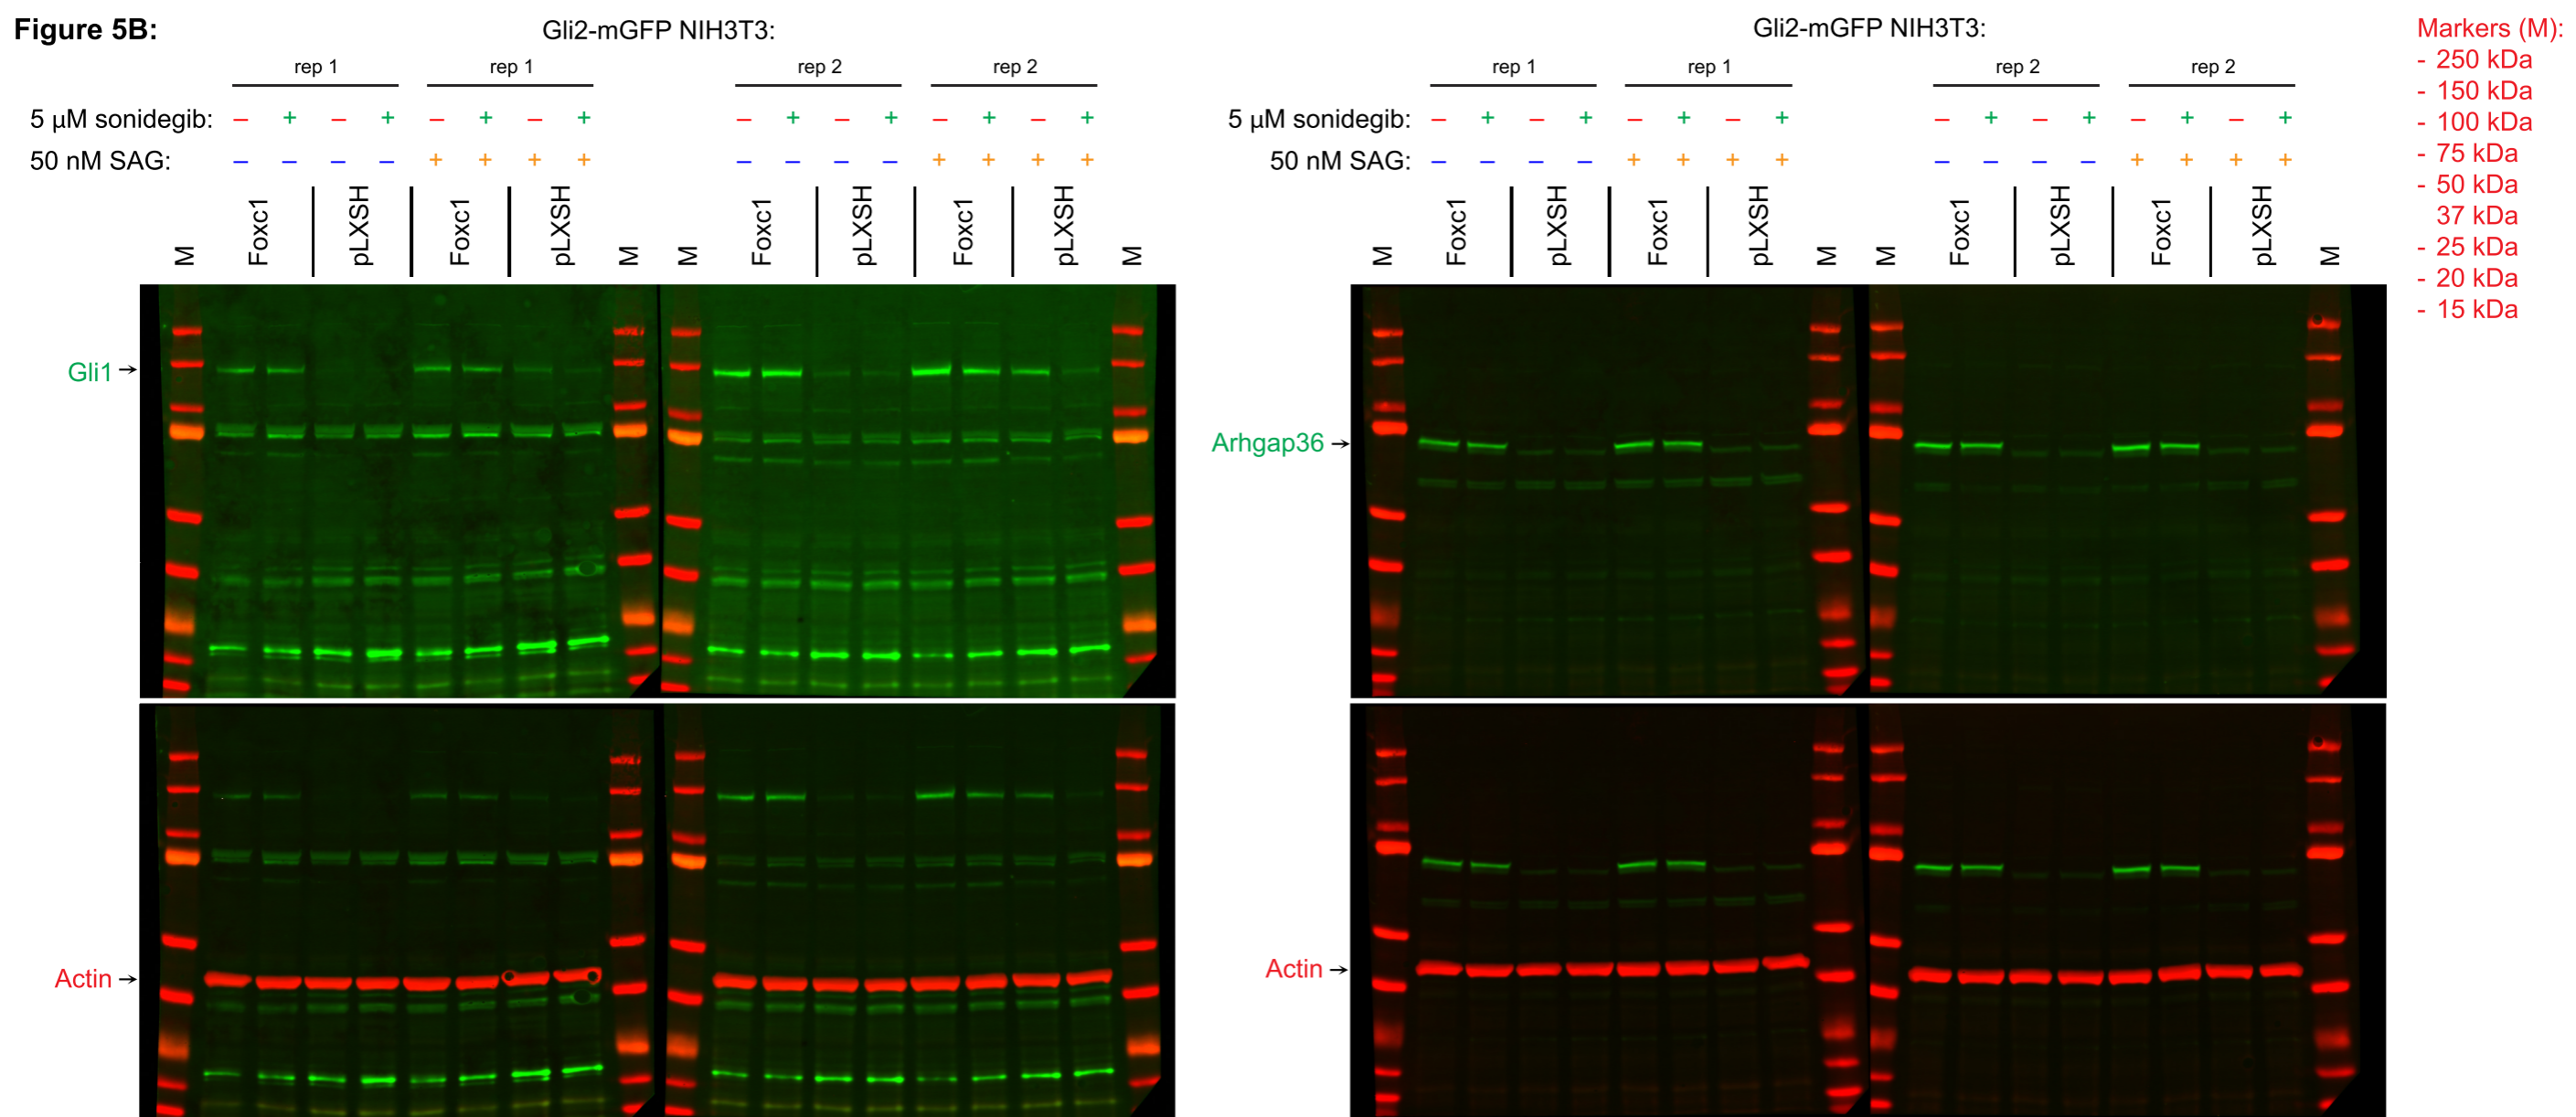 Figure 5B:
Gli2-mGFP NIH3T3:
rep 1 rep 1 rep 2 rep 2
5 µM sonidegib: – + – + – + – + – + – + – + – +
50 nM SAG: – – – – + + + + – – – – + + + +
M Foxc1 pLXSH Foxc1 pLXSH M M Foxc1 pLXSH Foxc1 pLXSH M
Gli1
Actin
Gli2-mGFP NIH3T3:
rep 1 rep 1 rep 2 rep 2
5 µM sonidegib: – + – + – + – + – + – + – + – +
50 nM SAG: – – – – + + + + – – – – + + + +
M Foxc1 pLXSH Foxc1 pLXSH M M Foxc1 pLXSH Foxc1 pLXSH M
Arhgap36
Actin
Markers (M):
- 250 kDa
- 150 kDa
- 100 kDa
- 75 kDa
- 50 kDa
37 kDa
- 25 kDa
- 20 kDa
- 15 kDa